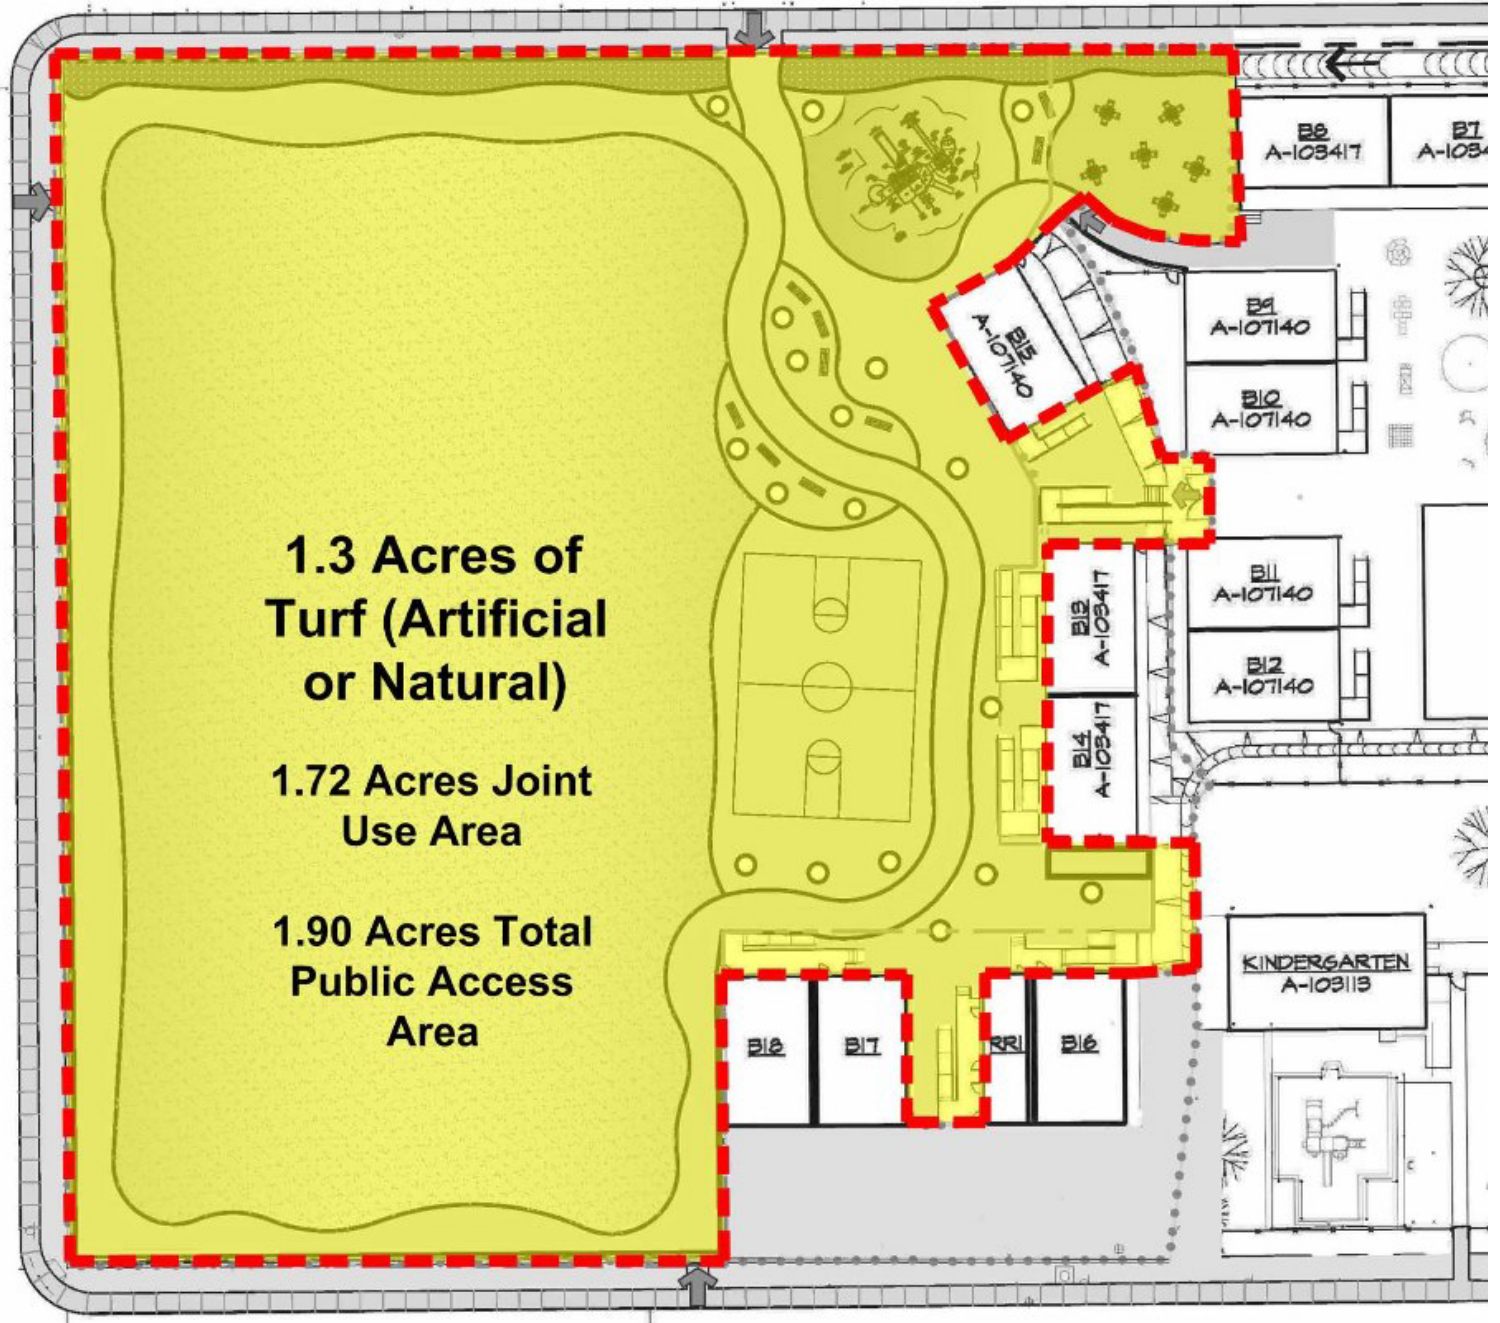 B8
A-103417
B7
A-1034
B15
A-107140
B9
A-107140
B10
A-107140
1.3 Acres of
Turf (Artificial
or Natural)
B13
A-103417
B11
A-107140
B12
A-107140
B14
A-103417
1.72 Acres Joint
Use Area
1.90 Acres Total
Public Access
Area
KINDERGARTEN
A-103113
B18
B17
RR1
B16